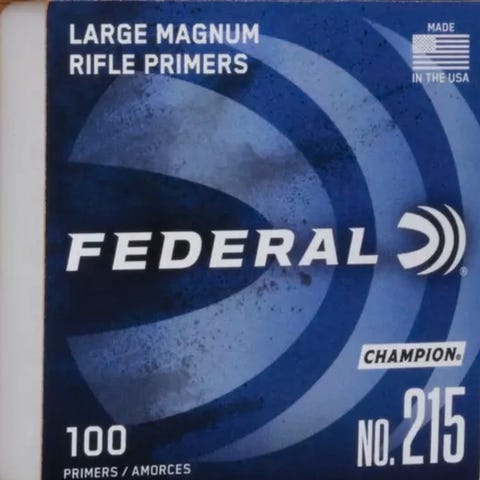 LARGE MAGNUM
RIFLE PRIMERS
MADE
IN THE USA
FEDERAL
®
CHAMPION®
100
PRIMERS / AMORCES
NO. 215